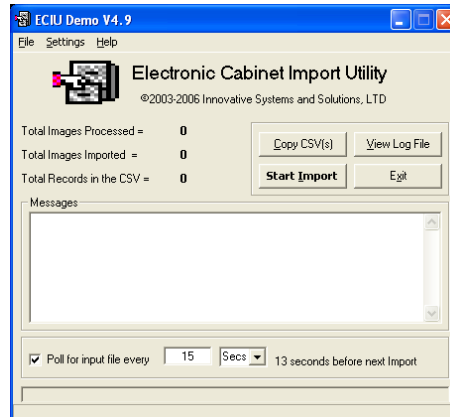 ECIU Demo V4.9
File Settings Help
Electronic Cabinet Import Utility
©2003-2006 Innovative Systems and Solutions, LTD
Total Images Processed = 0
Total Images Imported = 0
Total Records in the CSV = 0
Copy CSV(s) View Log File
Start Import Exit
Messages
Poll for input file every 15 Secs 13 seconds before next Import